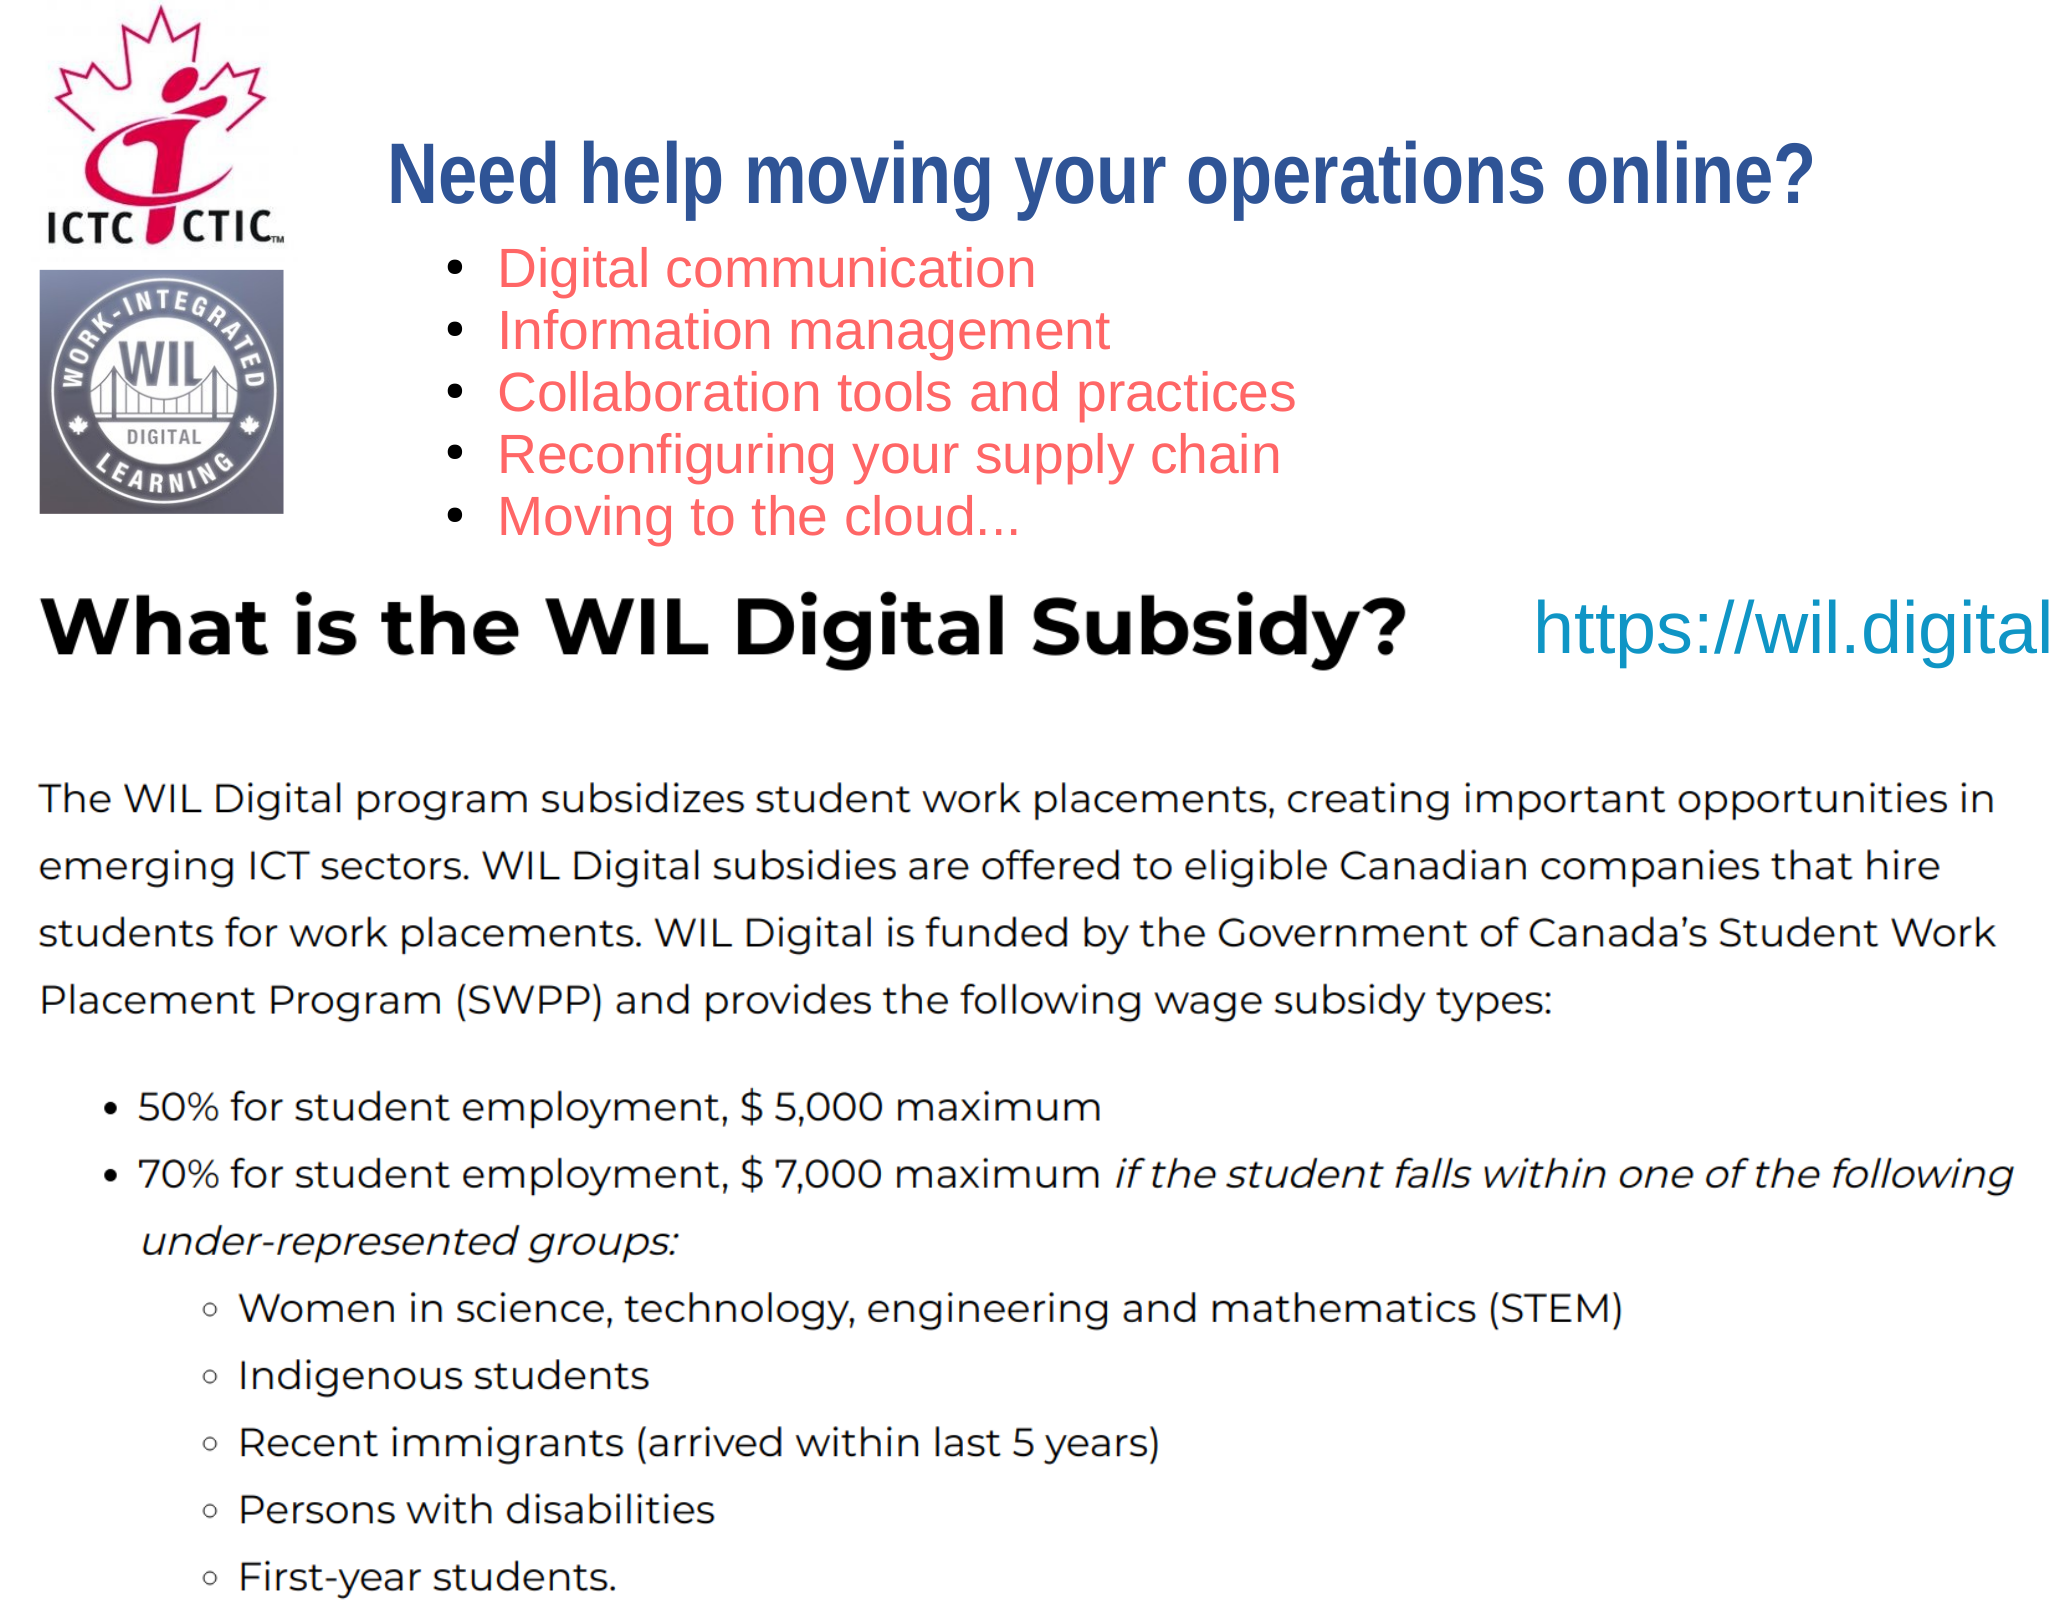 ICTC CTIC™
WORK-INTEGRATED
WIL
DIGITAL
LEARNING
Need help moving your operations online?
• Digital communication
• Information management
• Collaboration tools and practices
• Reconfiguring your supply chain
• Moving to the cloud...
What is the WIL Digital Subsidy?
https://wil.digital
The WIL Digital program subsidizes student work placements, creating important opportunities in
emerging ICT sectors. WIL Digital subsidies are offered to eligible Canadian companies that hire
students for work placements. WIL Digital is funded by the Government of Canada’s Student Work
Placement Program (SWPP) and provides the following wage subsidy types:
• 50% for student employment, $ 5,000 maximum
• 70% for student employment, $ 7,000 maximum if the student falls within one of the following
under-represented groups:
◦ Women in science, technology, engineering and mathematics (STEM)
◦ Indigenous students
◦ Recent immigrants (arrived within last 5 years)
◦ Persons with disabilities
◦ First-year students.